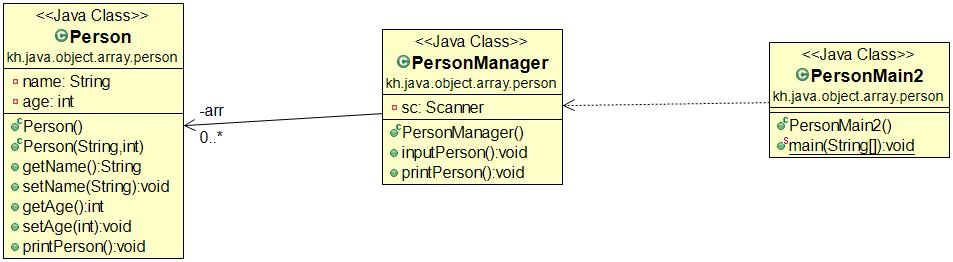 <<Java Class>>
Person
kh.java.object.array.person
name: String
age: int
Person()
Person(String,int)
getName():String
setName(String):void
getAge():int
setAge(int):void
printPerson():void
-arr
0..*
<<Java Class>>
PersonManager
kh.java.object.array.person
sc: Scanner
PersonManager()
inputPerson():void
printPerson():void
<<Java Class>>
PersonMain2
kh.java.object.array.person
PersonMain2()
main(String[]):void